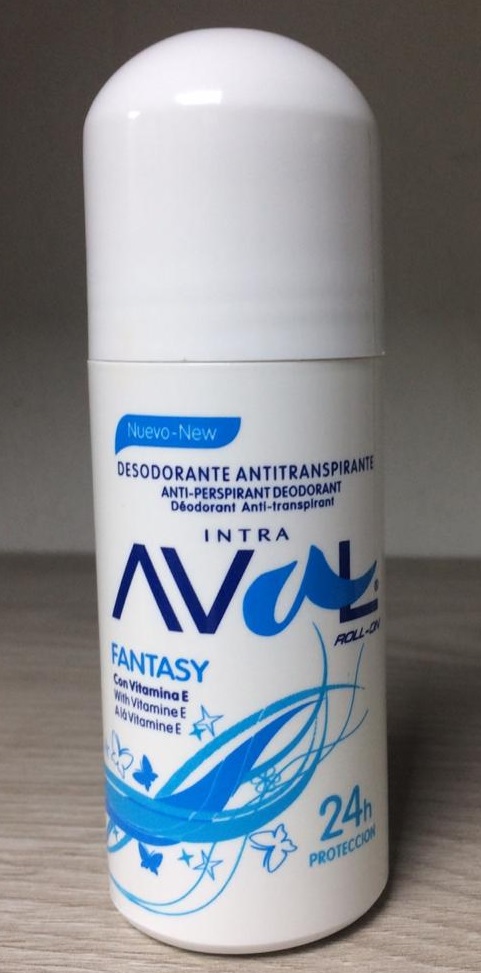 Nuevo-New
DESODORANTE ANTITRANSPIRANTE
ANTI-PERSPIRANT DEODORANT
Déodorant Anti-transpirant
INTRA
AVAL®
ROLL-ON
FANTASY
Con Vitamina E
With Vitamine E
A lá Vitamine E
24h
PROTECCION